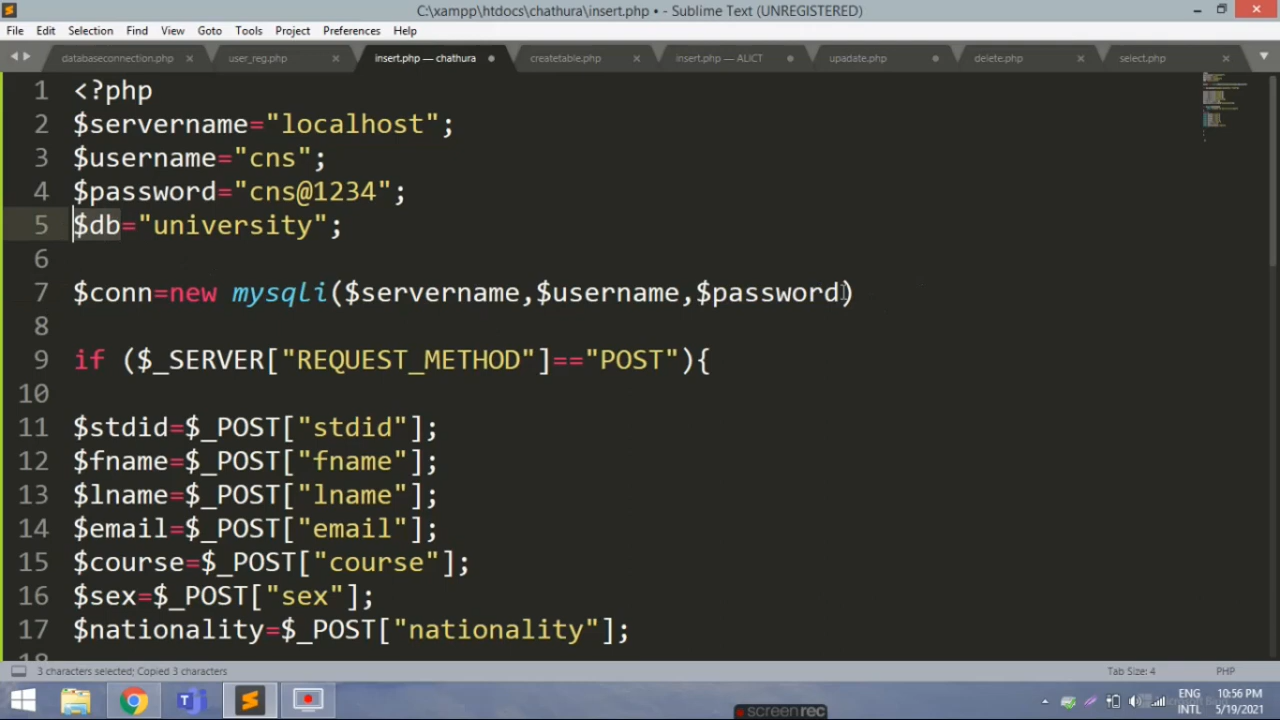 C:\xampp\htdocs\chathura\insert.php • - Sublime Text (UNREGISTERED)
File Edit Selection Find View Goto Tools Project Preferences Help
databaseconnection.php user_reg.php insert.php — chathura createtable.php insert.php — ALICT upadate.php delete.php select.php
1 <?php
2 $servername="localhost";
3 $username="cns";
4 $password="cns@1234";
5 $db="university";
6
7 $conn=new mysqli($servername,$username,$password)
8
9 if ($_SERVER["REQUEST_METHOD"]=="POST"){
10
11 $stdid=$_POST["stdid"];
12 $fname=$_POST["fname"];
13 $lname=$_POST["lname"];
14 $email=$_POST["email"];
15 $course=$_POST["course"];
16 $sex=$_POST["sex"];
17 $nationality=$_POST["nationality"];
18
3 characters selected; Copied 3 characters Tab Size: 4 PHP
ENG 10:56 PM
INTL 5/19/2021
screenrec